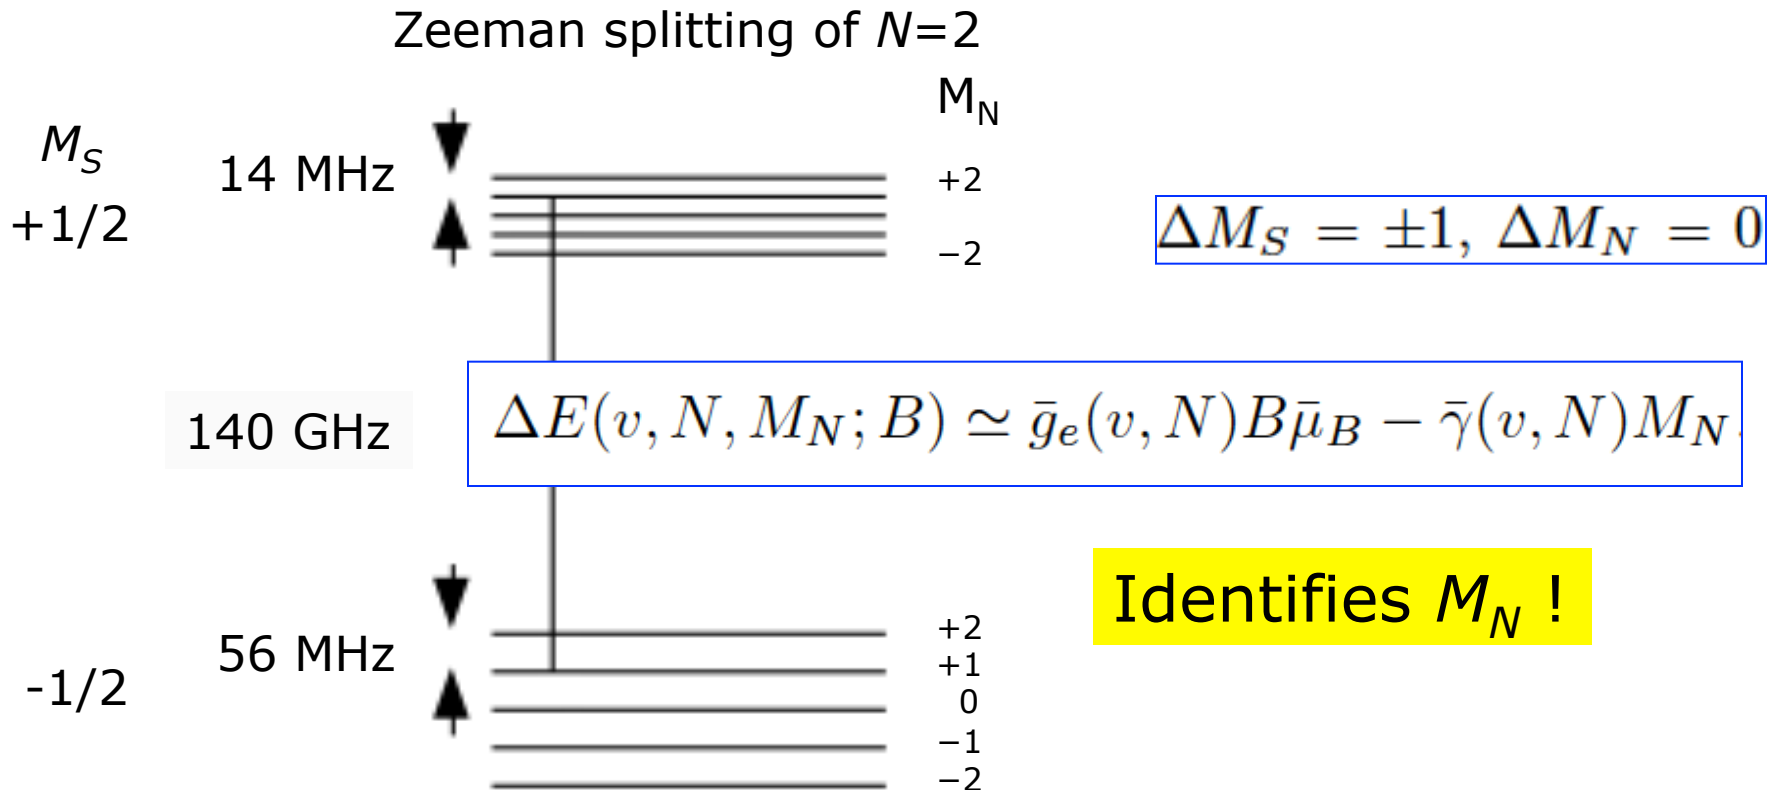 Zeeman splitting of N=2
M_N
M_S
14 MHz
+2
+1/2
−2
ΔM_S = ±1, ΔM_N = 0
140 GHz
ΔE(v, N, M_N; B) ≃ ḡ_e(v, N)Bμ̄_B − γ̄(v, N)M_N.
Identifies M_N !
56 MHz
-1/2
+2
+1
0
−1
−2